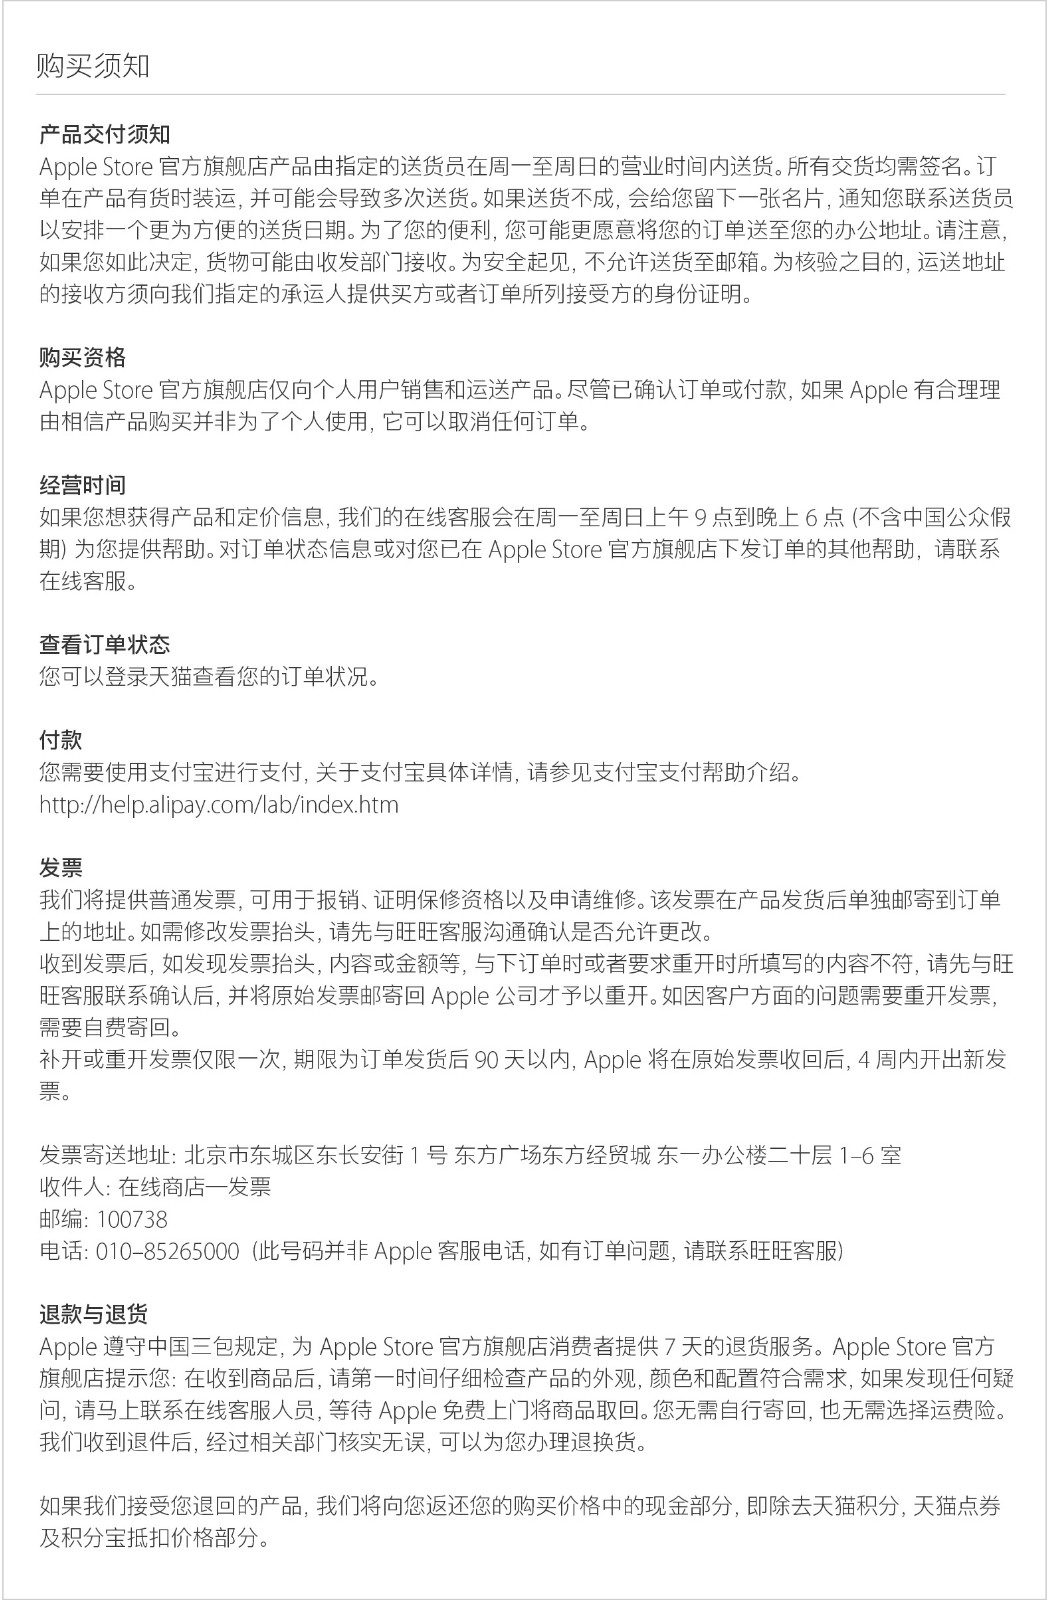 购买须知
产品交付须知
Apple Store 官方旗舰店产品由指定的送货员在周一至周日的营业时间内送货。所有交货均需签名。订
单在产品有货时装运, 并可能会导致多次送货。如果送货不成, 会给您留下一张名片, 通知您联系送货员
以安排一个更为方便的送货日期。为了您的便利, 您可能更愿意将您的订单送至您的办公地址。请注意,
如果您如此决定, 货物可能由收发部门接收。为安全起见, 不允许送货至邮箱。为核验之目的, 运送地址
的接收方须向我们指定的承运人提供买方或者订单所列接受方的身份证明。
购买资格
Apple Store 官方旗舰店仅向个人用户销售和运送产品。尽管已确认订单或付款, 如果 Apple 有合理理
由相信产品购买并非为了个人使用, 它可以取消任何订单。
经营时间
如果您想获得产品和定价信息, 我们的在线客服会在周一至周日上午 9 点到晚上 6 点 (不含中国公众假
期) 为您提供帮助。对订单状态信息或对您已在 Apple Store 官方旗舰店下发订单的其他帮助, 请联系
在线客服。
查看订单状态
您可以登录天猫查看您的订单状况。
付款
您需要使用支付宝进行支付, 关于支付宝具体详情, 请参见支付宝支付帮助介绍。
http://help.alipay.com/lab/index.htm
发票
我们将提供普通发票, 可用于报销、证明保修资格以及申请维修。该发票在产品发货后单独邮寄到订单
上的地址。如需修改发票抬头, 请先与旺旺客服沟通确认是否允许更改。
收到发票后, 如发现发票抬头, 内容或金额等, 与下订单时或者要求重开时所填写的内容不符, 请先与旺
旺客服联系确认后, 并将原始发票邮寄回 Apple 公司才予以重开。如因客户方面的问题需要重开发票,
需要自费寄回。
补开或重开发票仅限一次, 期限为订单发货后 90 天以内, Apple 将在原始发票收回后, 4 周内开出新发
票。
发票寄送地址: 北京市东城区东长安街 1 号 东方广场东方经贸城 东一办公楼二十层 1–6 室
收件人: 在线商店—发票
邮编: 100738
电话: 010–85265000 (此号码并非 Apple 客服电话, 如有订单问题, 请联系旺旺客服)
退款与退货
Apple 遵守中国三包规定, 为 Apple Store 官方旗舰店消费者提供 7 天的退货服务。Apple Store 官方
旗舰店提示您: 在收到商品后, 请第一时间仔细检查产品的外观, 颜色和配置符合需求, 如果发现任何疑
问, 请马上联系在线客服人员, 等待 Apple 免费上门将商品取回。您无需自行寄回, 也无需选择运费险。
我们收到退件后, 经过相关部门核实无误, 可以为您办理退换货。
如果我们接受您退回的产品, 我们将向您返还您的购买价格中的现金部分, 即除去天猫积分, 天猫点券
及积分宝抵扣价格部分。